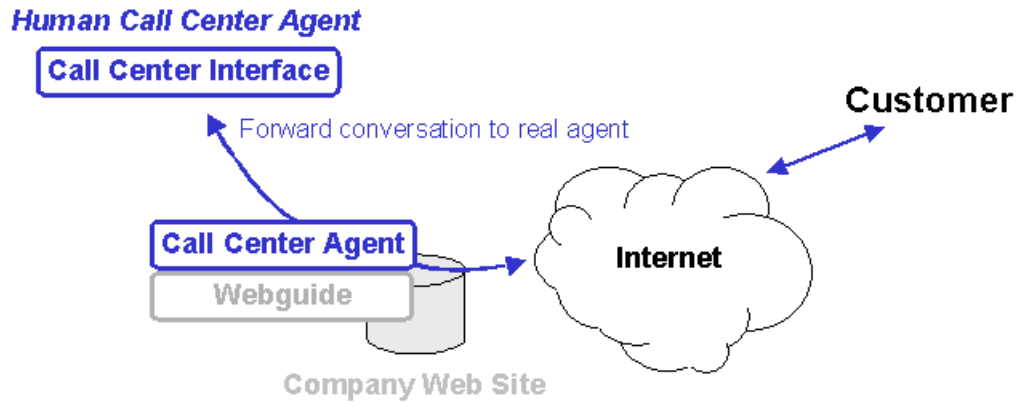 Human Call Center Agent
Call Center Interface
Customer
Forward conversation to real agent
Call Center Agent
Internet
Webguide
Company Web Site